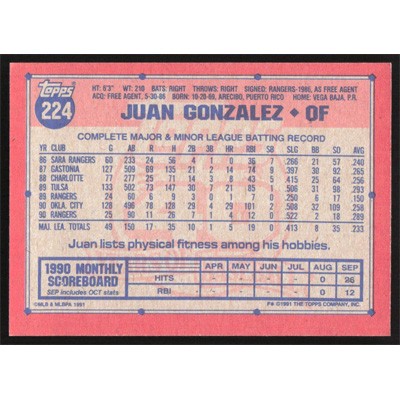 Topps
224
HT: 6'3" WT: 210 BATS: RIGHT THROWS: RIGHT SIGNED: RANGERS-1986, AS FREE AGENT
ACQ: FREE AGENT, 5-30-86 BORN: 10-20-69, ARECIBO, PUERTO RICO HOME: VEGA BAJA, P.R.
JUAN GONZALEZ ◆ OF
COMPLETE MAJOR & MINOR LEAGUE BATTING RECORD
YR CLUB G AB R H 2B 3B HR RBI SB SLG BB SO AVG
86 SARA RANGERS 60 233 24 56 4 1 0 36 7 .266 21 57 .240
87 GASTONIA 127 509 69 135 21 2 14 74 9
88 CHARLOTTE 77 277 25 71 14 3 8 43 5 .415 25 64 .256
89 TULSA 133 502 73 147 30 7 21 85 1 .506 31 98 .293
89 RANGERS 24 60 6 9 3 0 1 7 0 .250 6 17 .150
90 OKLA. CITY 128 496 78 128 29 4 29 101 2 .508 32 109 .258
90 RANGERS 25 90 11 26 7 1 4 12 0 .522 2 18 .289
MAJ. LEA. TOTALS 49 150 17 35 10 1 5 19 0 .413 8 35 .233
Juan lists physical fitness among his hobbies.
1990 MONTHLY SCOREBOARD
SEP includes OCT stats
APR MAY JUN JUL AUG SEP
HITS 0 26
RBI 0 12
©MLB & MLBPA 1991
©1991 THE TOPPS COMPANY, INC.